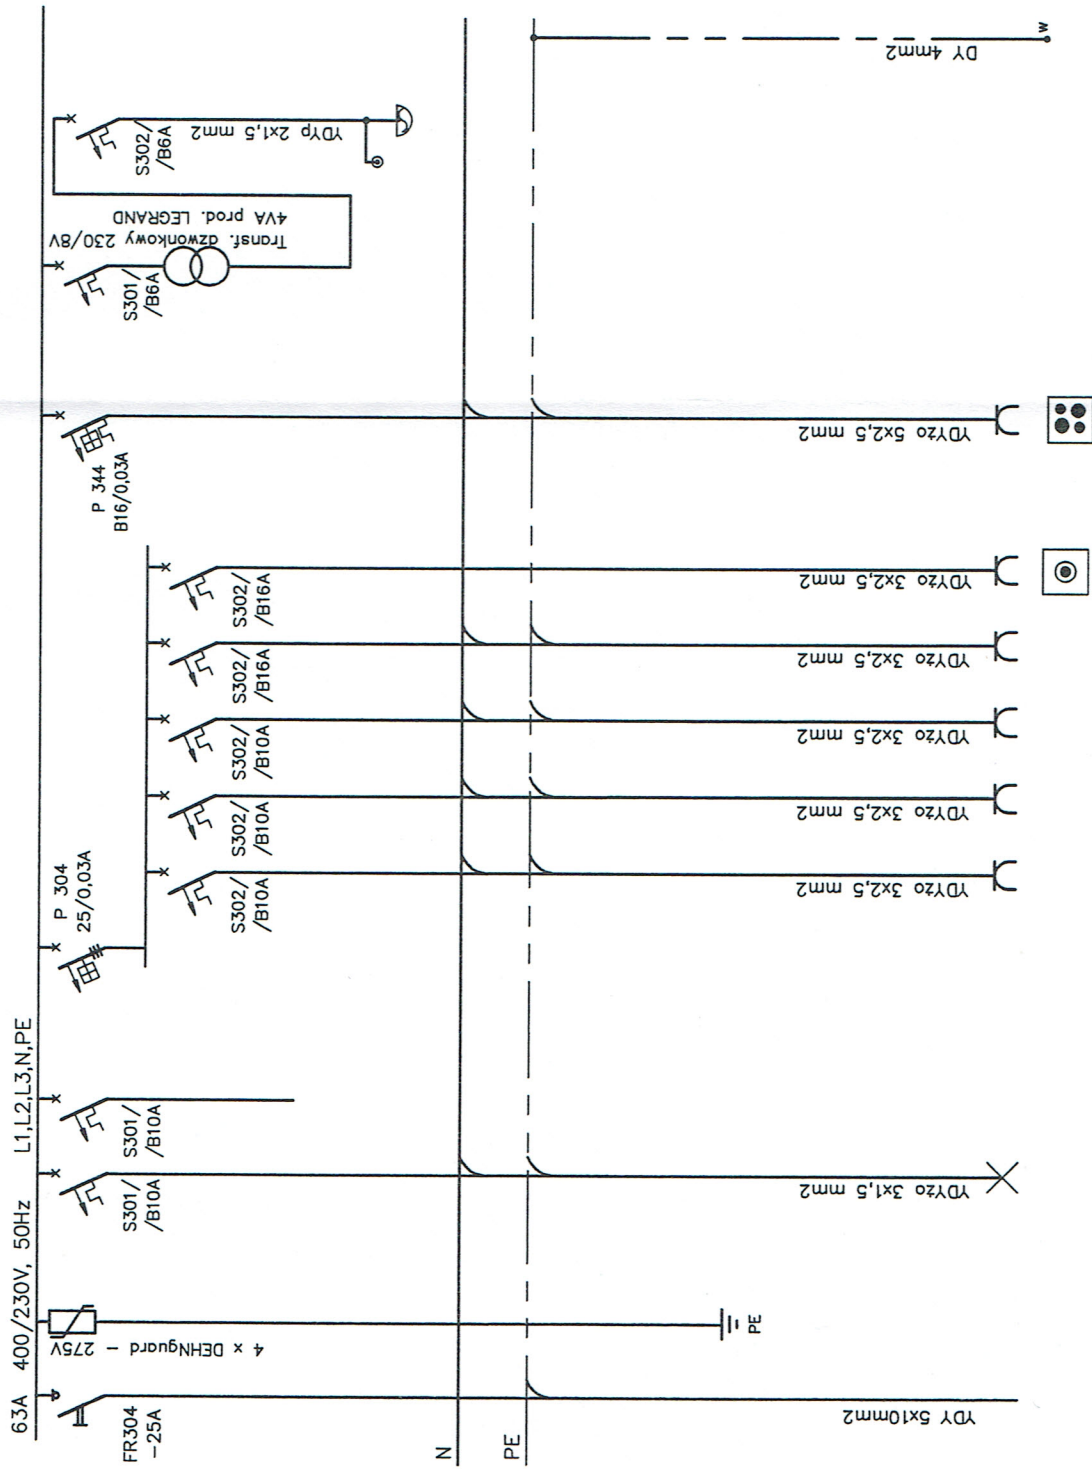 63A 400/230V, 50Hz L1,L2,L3,N,PE
FR304
-25A
4 x DEHNguard - 275V
S301/
/B10A
S301/
/B10A
P 304
25/0,03A
S302/
/B10A
S302/
/B10A
S302/
/B10A
S302/
/B16A
S302/
/B16A
P 344
B16/0,03A
S301/
/B6A
Transf. dzwonkowy 230/8V
4VA prod. LEGRAND
S302/
/B6A
YDYp 2x1,5 mm2
N
PE
PE
YDY 5x10mm2
YDYżo 3x1,5 mm2
YDYżo 3x2,5 mm2
YDYżo 3x2,5 mm2
YDYżo 3x2,5 mm2
YDYżo 3x2,5 mm2
YDYżo 3x2,5 mm2
YDYżo 5x2,5 mm2
DY 4mm2
w